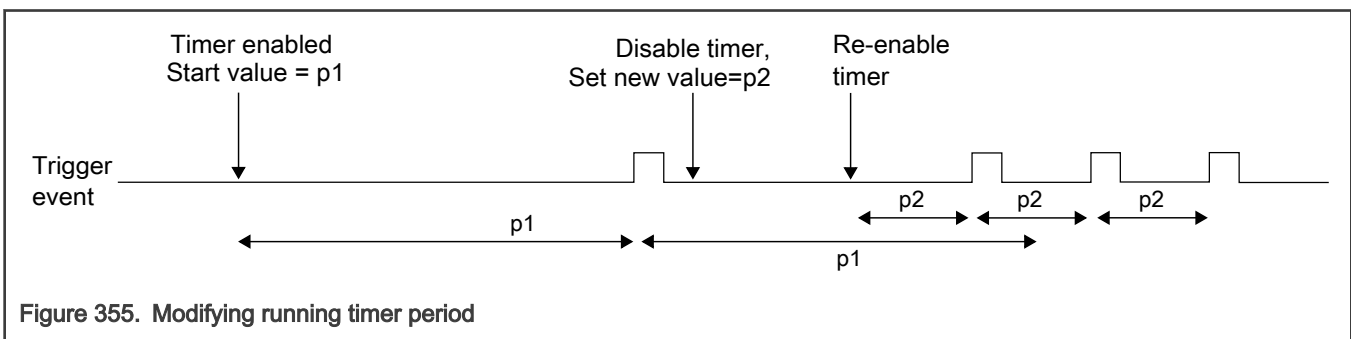 Timer enabled
Start value = p1
Disable timer,
Set new value=p2
Re-enable
timer
Trigger
event
p2
p2
p2
p1
p1
Figure 355. Modifying running timer period